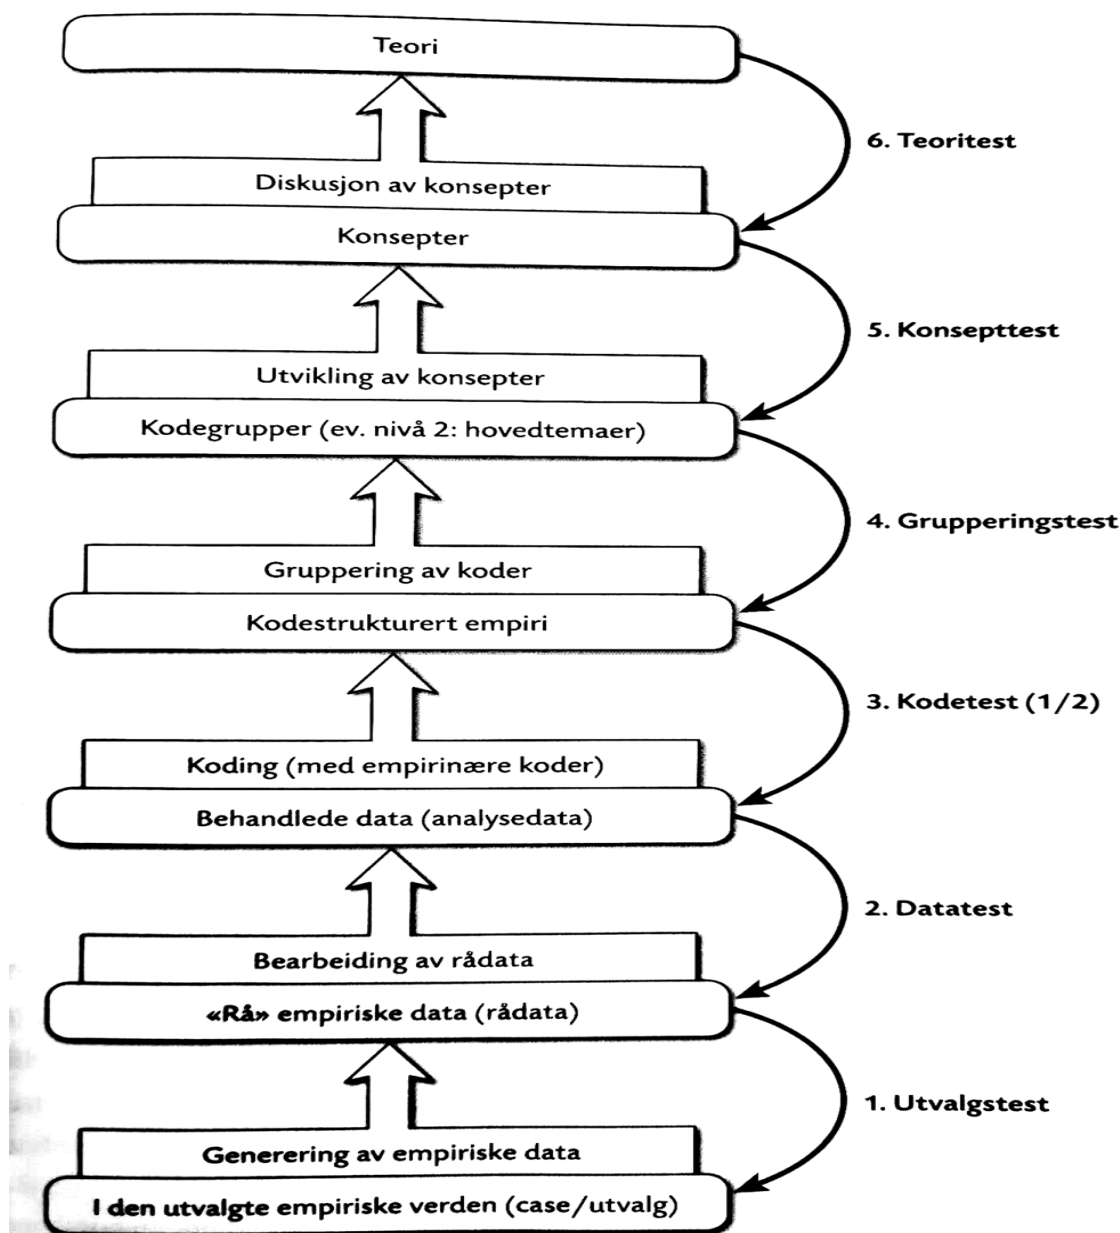 Teori
6. Teoritest
Diskusjon av konsepter
Konsepter
5. Konsepttest
Utvikling av konsepter
Kodegrupper (ev. nivå 2: hovedtemaer)
4. Grupperingstest
Gruppering av koder
Kodestrukturert empiri
3. Kodetest (1/2)
Koding (med empirinære koder)
Behandlede data (analysedata)
2. Datatest
Bearbeiding av rådata
«Rå» empiriske data (rådata)
1. Utvalgstest
Generering av empiriske data
I den utvalgte empiriske verden (case/utvalg)